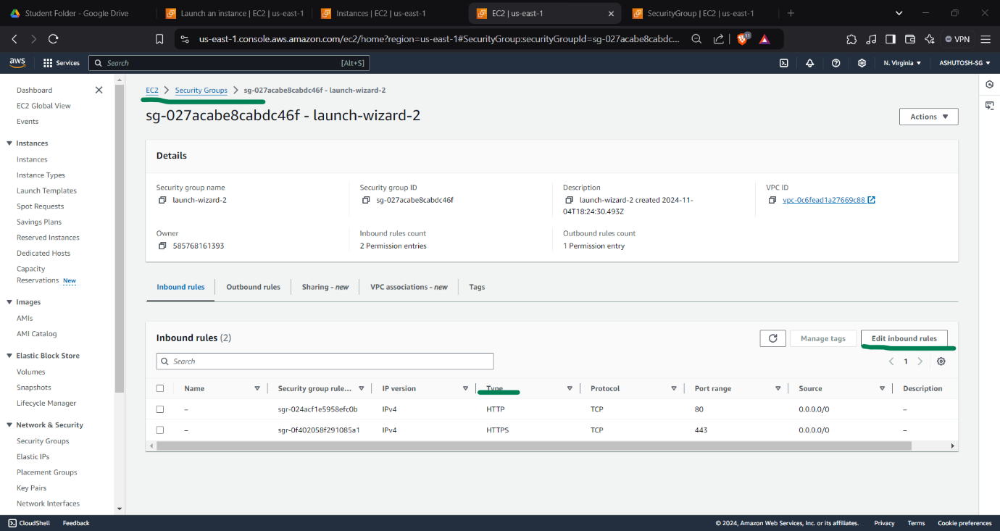 Student Folder - Google Drive
Launch an instance | EC2 | us-east-1
Instances | EC2 | us-east-1
EC2 | us-east-1
SecurityGroup | EC2 | us-east-1
us-east-1.console.aws.amazon.com/ec2/home?region=us-east-1#SecurityGroup:securityGroupId=sg-027acabe8cabdc...
11
VPN
aws
Services
Search
[Alt+S]
N. Virginia
ASHUTOSH-SG
Dashboard
EC2 Global View
Events
Instances
Instances
Instance Types
Launch Templates
Spot Requests
Savings Plans
Reserved Instances
Dedicated Hosts
Capacity
Reservations New
Images
AMIs
AMI Catalog
Elastic Block Store
Volumes
Snapshots
Lifecycle Manager
Network & Security
Security Groups
Elastic IPs
Placement Groups
Key Pairs
Network Interfaces
EC2 > Security Groups > sg-027acabe8cabdc46f - launch-wizard-2
sg-027acabe8cabdc46f - launch-wizard-2
Actions
Details
Security group name
launch-wizard-2
Security group ID
sg-027acabe8cabdc46f
Description
launch-wizard-2 created 2024-11-
04T18:24:30.493Z
VPC ID
vpc-0c6fead1a27669c88
Owner
585768161393
Inbound rules count
2 Permission entries
Outbound rules count
1 Permission entry
Inbound rules
Outbound rules
Sharing - new
VPC associations - new
Tags
Inbound rules (2)
Manage tags
Edit inbound rules
Search
1
Name Security group rule... IP version Type Protocol Port range Source Description
– sgr-024acf1e5958efc0b IPv4 HTTP TCP 80 0.0.0.0/0 –
– sgr-0f402058f291085a1 IPv4 HTTPS TCP 443 0.0.0.0/0 –
CloudShell
Feedback
© 2024, Amazon Web Services, Inc. or its affiliates.
Privacy
Terms
Cookie preferences